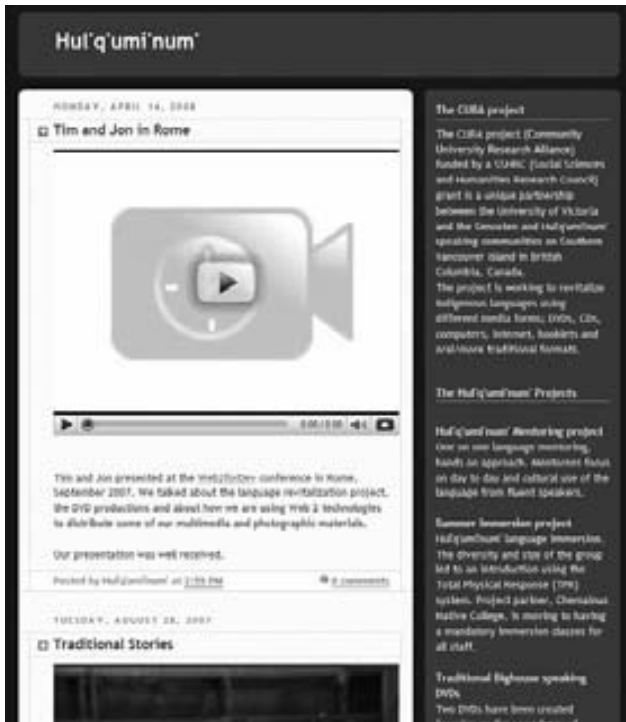 Hul'q'umi'num'
MONDAY, APRIL 14, 2008
Tim and Jon in Rome
0:00 / 0:00
Tim and Jon presented at the Web2forDev conference in Rome,
September 2007. We talked about the language revitalization project,
the DVD productions and about how we are using Web 2 technologies
to distribute some of our multimedia and photographic materials.
Our presentation was well received.
Posted by Hul'q'umi'num' at 2:59 PM
0 comments
TUESDAY, AUGUST 28, 2007
Traditional Stories
The CURA project
The CURA project (Community
University Research Alliance)
funded by a SSHRC (Social Sciences
and Humanities Research Council)
grant is a unique partnership
between the University of Victoria
and the Sencoten and Hul'q'umi'num'
speaking communities on Southern
Vancouver Island in British
Columbia, Canada.
The project is working to revitalize
indigenous languages using
different media forms; DVDs, CDs,
computers, internet, booklets and
oral/more traditional formats.
The Hul'q'umi'num' Projects
Hul'q'umi'num' Mentoring project
One on one language mentoring,
hands on approach. Mentorees focus
on day to day and cultural use of the
language from fluent speakers.
Summer Immersion project
Hul'q'umi'num' language immersion.
The diversity and size of the group
led to an introduction using the
Total Physical Response (TPR)
system. Project partner, Chemainus
Native College, is moving to having
a mandatory immersion classes for
all staff.
Traditional Bighouse speaking
DVDs
Two DVDs have been created